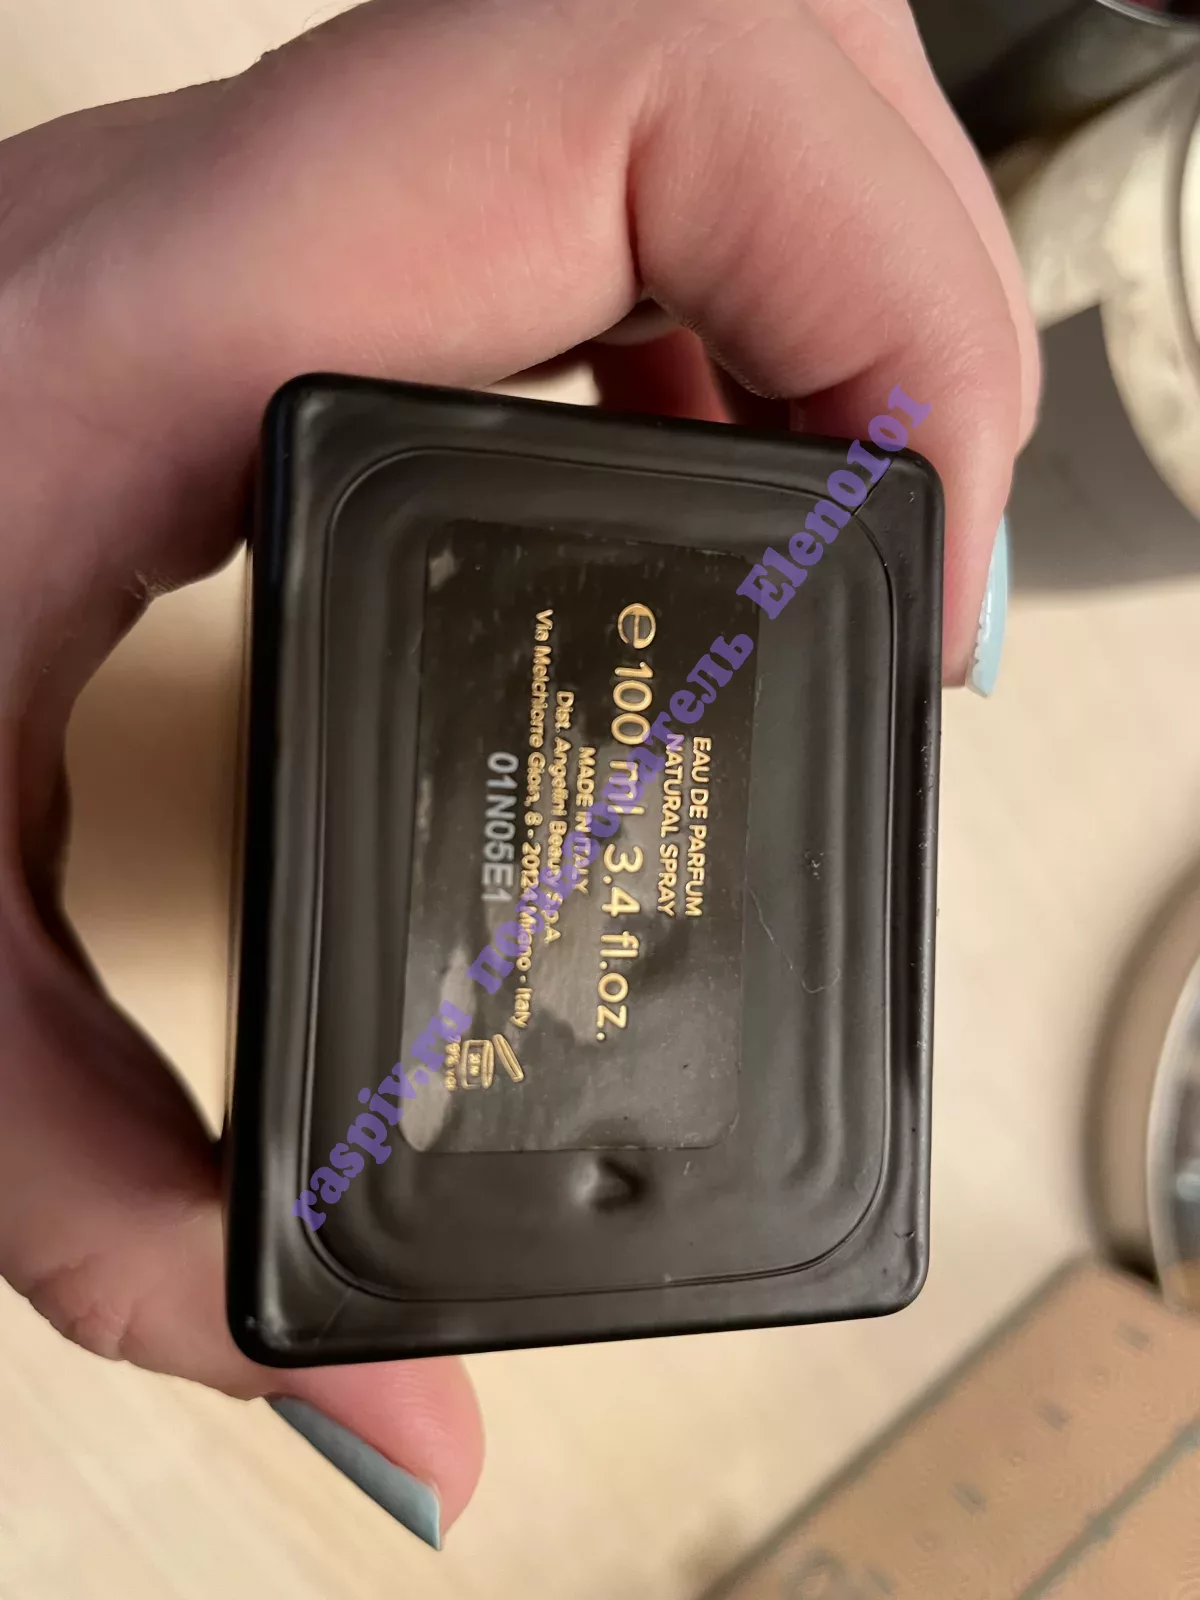 EAU DE PARFUM
NATURAL SPRAY
e 100 ml 3.4 fl.oz.
MADE IN ITALY
Dist. Angelini Beauty S.p.A
Via Melchiorre Gioia, 8 - 20124 Milano - Italy
01N05E1
raspiv.ru пользователь Elen0101